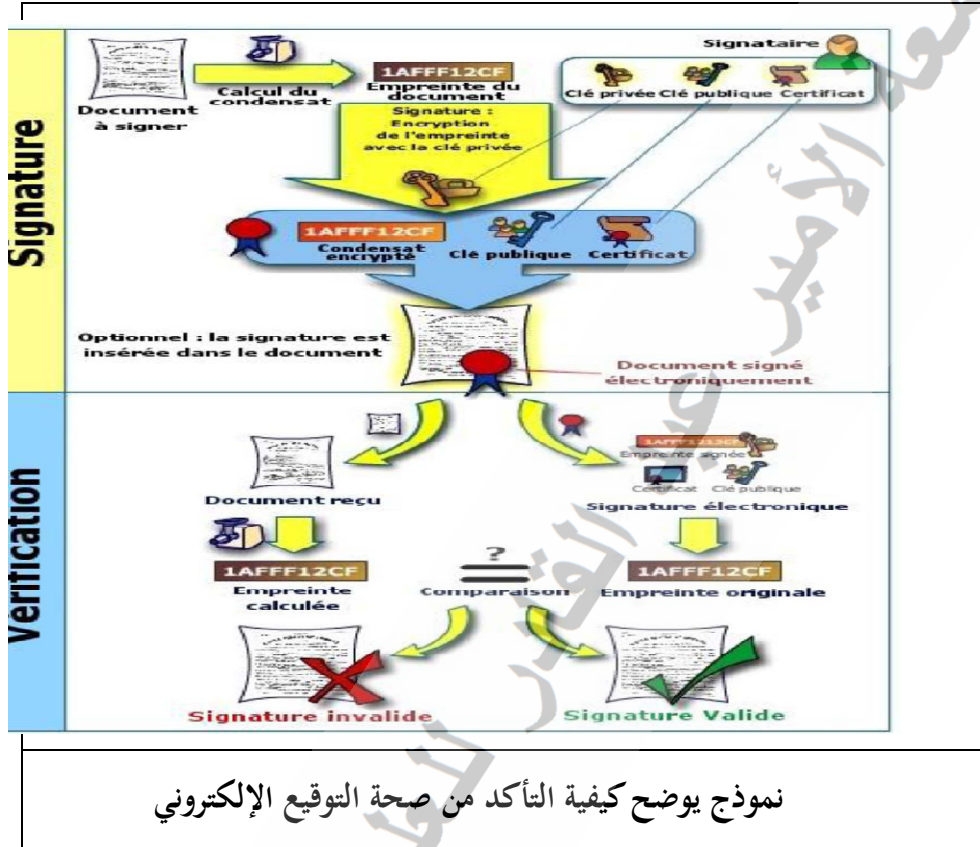 Signature
Document
à signer
Calcul du
condensat
1AFFF12CF
Empreinte du
document
Signataire
Clé privée Clé publique Certificat
Signature :
Encryption
de l'empreinte
avec la clé privée
1AFFF12CF
Condensat
encrypté
Clé publique
Certificat
Optionnel : la signature est
insérée dans le document
Document signé
électroniquement
Vérification
Document reçu
1AFFF12CF
Empreinte
calculée
?
Comparaison
Empreinte signée
Certificat
Clé publique
Signature électronique
1AFFF12CF
Empreinte originale
Signature invalide
Signature Valide
نموذج يوضح كيفية التأكد من صحة التوقيع الإلكتروني
الأمير
القادر